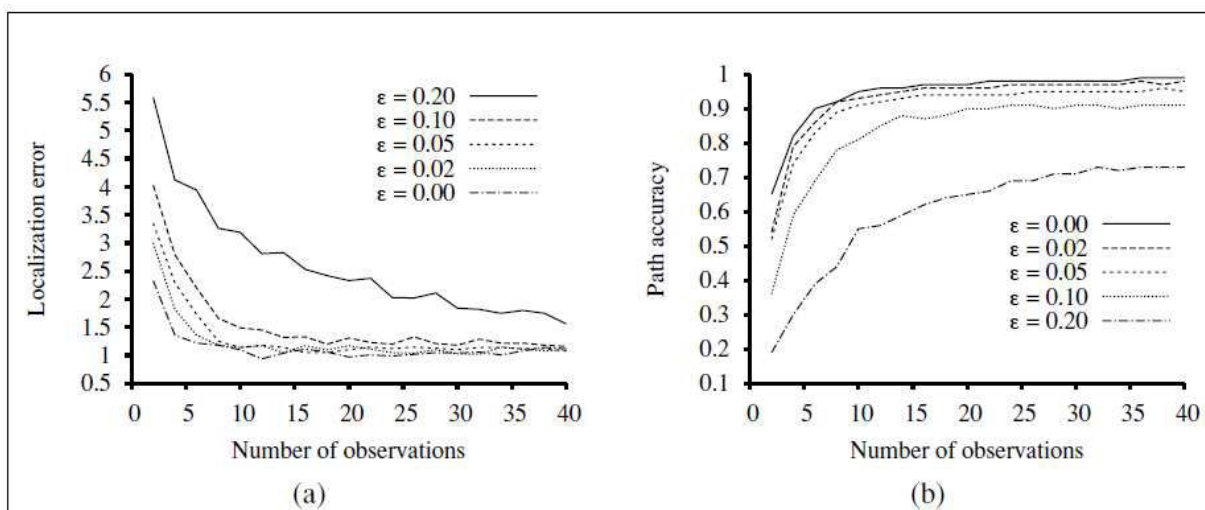 6
5.5
5
4.5
4
3.5
3
2.5
2
1.5
1
0.5
Localization error
0 5 10 15 20 25 30 35 40
Number of observations
ε = 0.20
ε = 0.10
ε = 0.05
ε = 0.02
ε = 0.00
(a)
1
0.9
0.8
0.7
0.6
0.5
0.4
0.3
0.2
0.1
Path accuracy
0 5 10 15 20 25 30 35 40
Number of observations
ε = 0.00
ε = 0.02
ε = 0.05
ε = 0.10
ε = 0.20
(b)